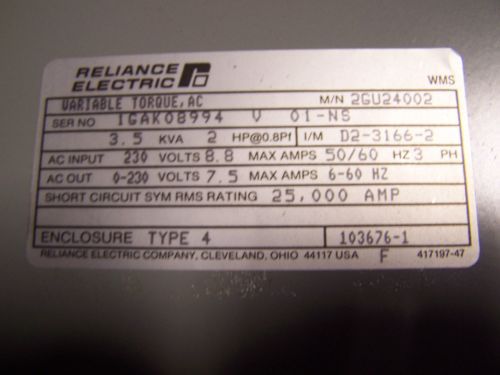 RELIANCE
ELECTRIC
WMS
VARIABLE TORQUE,AC M/N 2GU24002
SER NO 1GAK08994 V 01-NS
3.5 KVA 2 HP@0.8Pf I/M D2-3166-2
AC INPUT 230 VOLTS 8.8 MAX AMPS 50/60 HZ 3 PH
AC OUT 0-230 VOLTS 7.5 MAX AMPS 6-60 HZ
SHORT CIRCUIT SYM RMS RATING 25,000 AMP
ENCLOSURE TYPE 4 103676-1
RELIANCE ELECTRIC COMPANY, CLEVELAND, OHIO 44117 USA F 417197-47